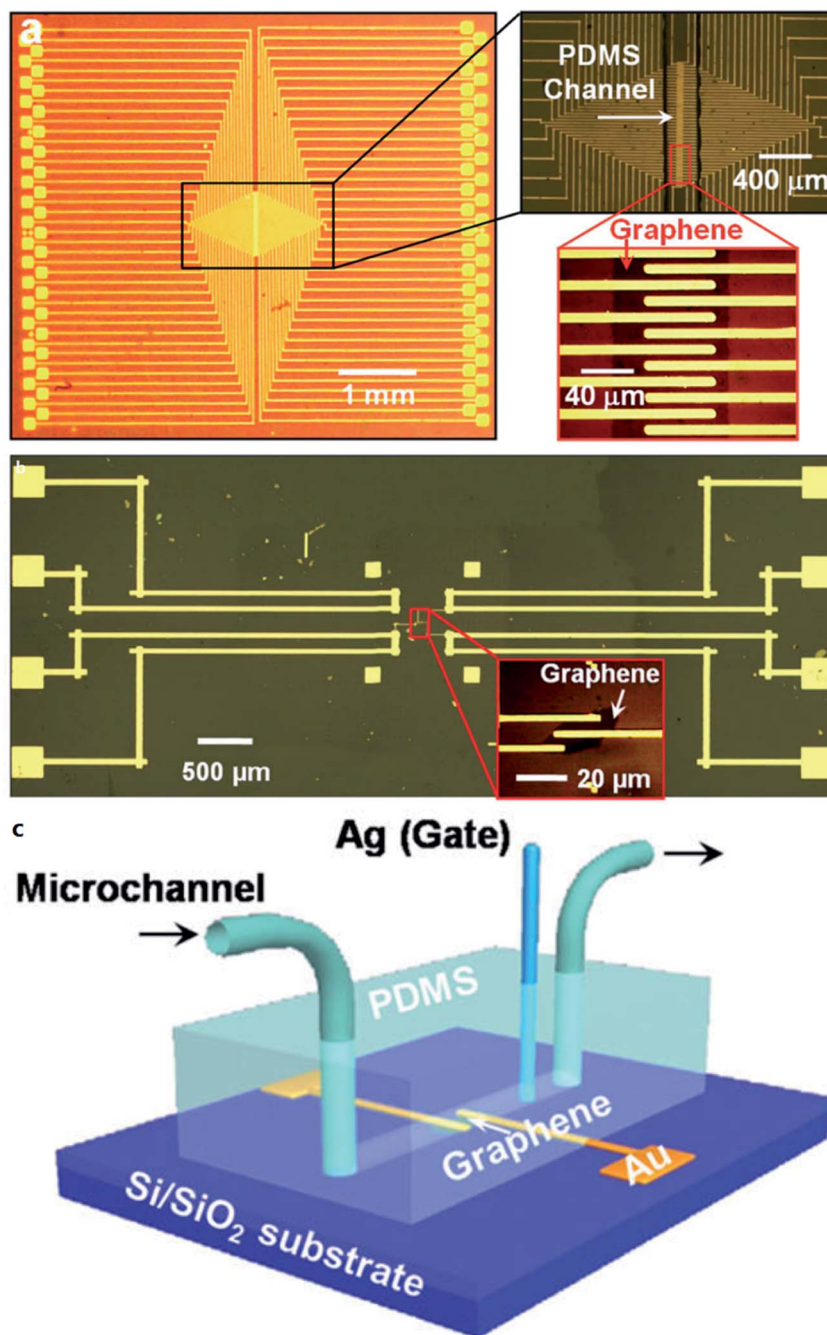 a
PDMS
Channel
400 μm
1 mm
Graphene
40 μm
b
Graphene
500 μm
20 μm
c
Ag (Gate)
Microchannel
PDMS
Graphene
Au
Si/SiO₂ substrate